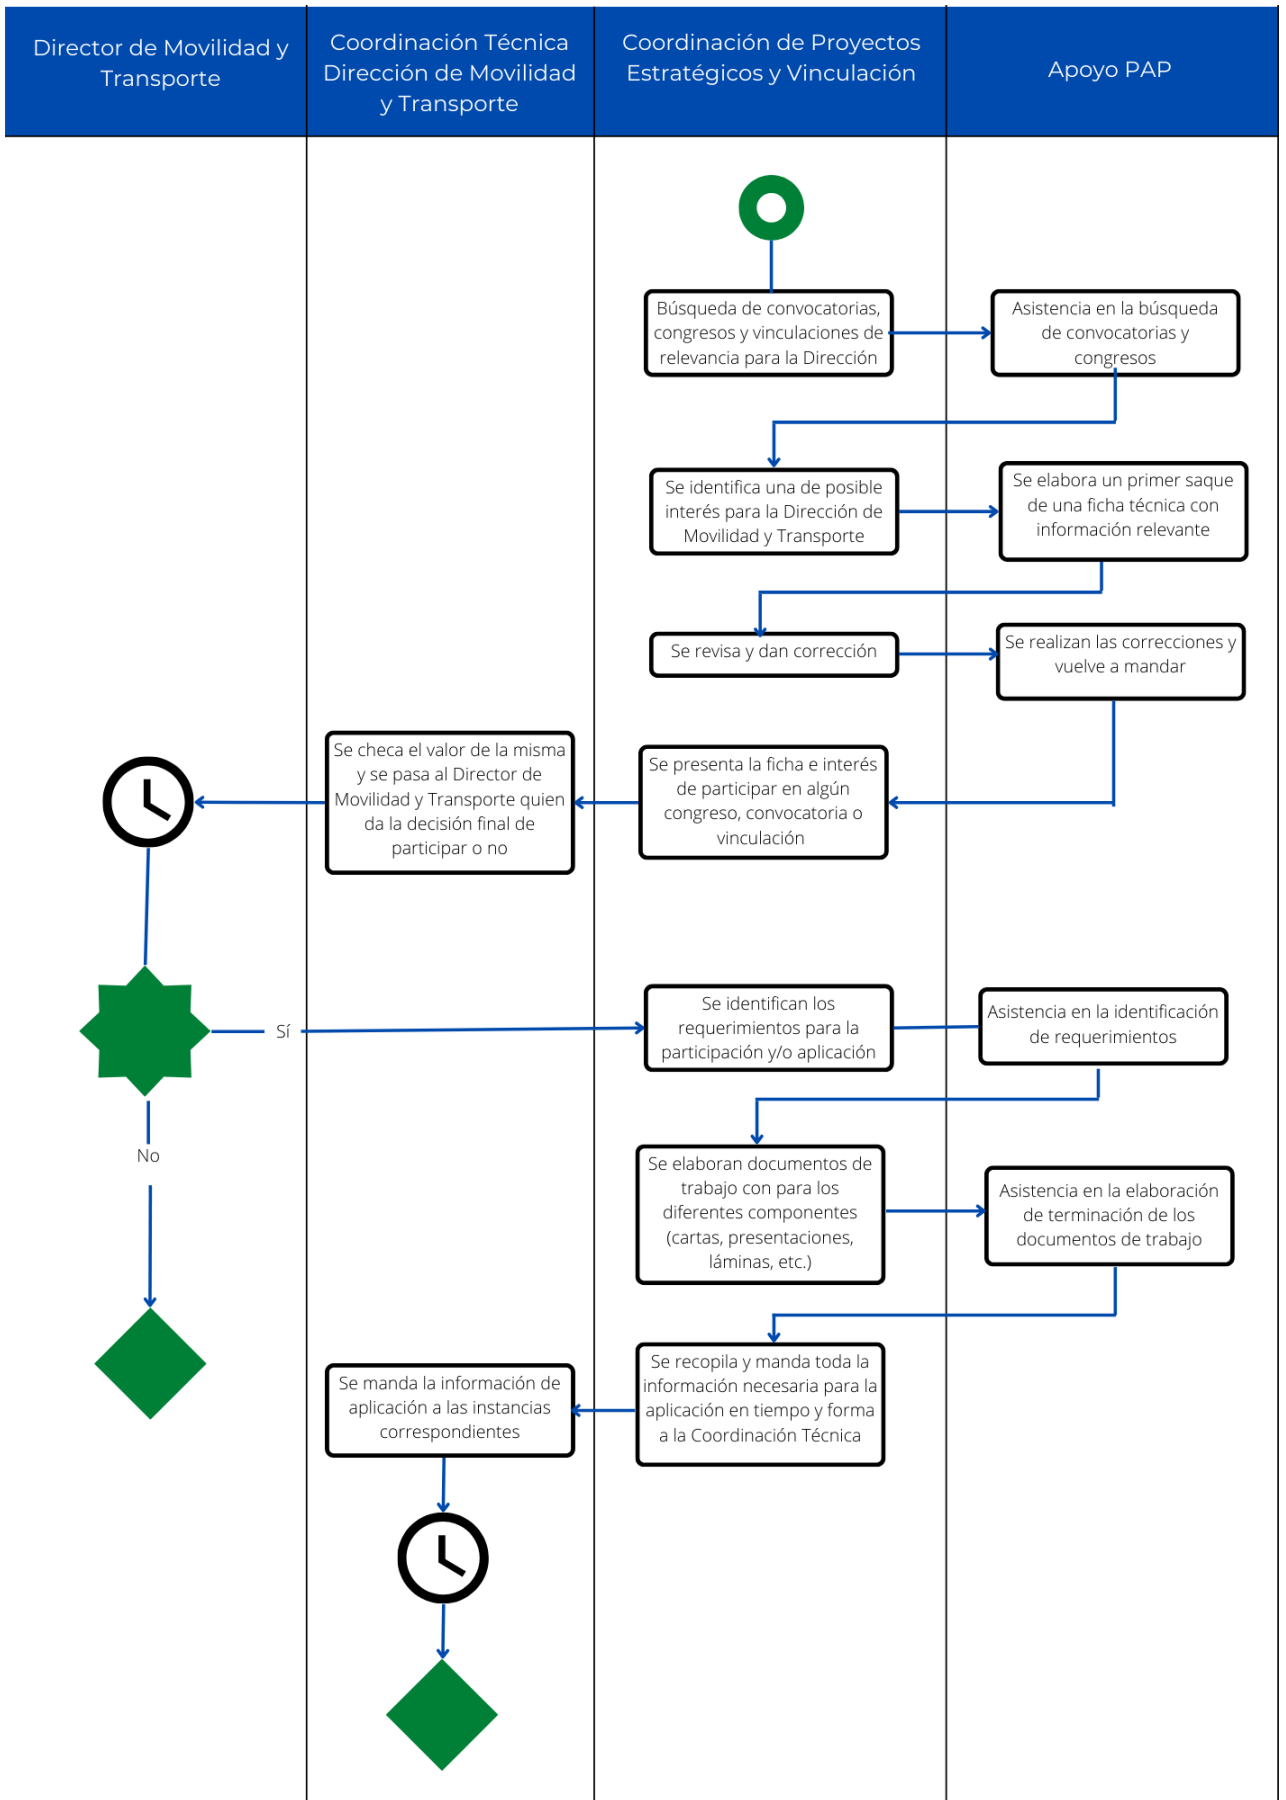 Director de Movilidad y
Transporte
Coordinación Técnica
Dirección de Movilidad
y Transporte
Coordinación de Proyectos
Estratégicos y Vinculación
Apoyo PAP
Búsqueda de convocatorias,
congresos y vinculaciones de
relevancia para la Dirección
Asistencia en la búsqueda
de convocatorias y
congresos
Se identifica una de posible
interés para la Dirección de
Movilidad y Transporte
Se elabora un primer saque
de una ficha técnica con
información relevante
Se revisa y dan corrección
Se realizan las correcciones y
vuelve a mandar
Se checa el valor de la misma
y se pasa al Director de
Movilidad y Transporte quien
da la decisión final de
participar o no
Se presenta la ficha e interés
de participar en algún
congreso, convocatoria o
vinculación
Sí
Se identifican los
requerimientos para la
participación y/o aplicación
Asistencia en la identificación
de requerimientos
No
Se elaboran documentos de
trabajo con para los
diferentes componentes
(cartas, presentaciones,
láminas, etc.)
Asistencia en la elaboración
de terminación de los
documentos de trabajo
Se manda la información de
aplicación a las instancias
correspondientes
Se recopila y manda toda la
información necesaria para la
aplicación en tiempo y forma
a la Coordinación Técnica